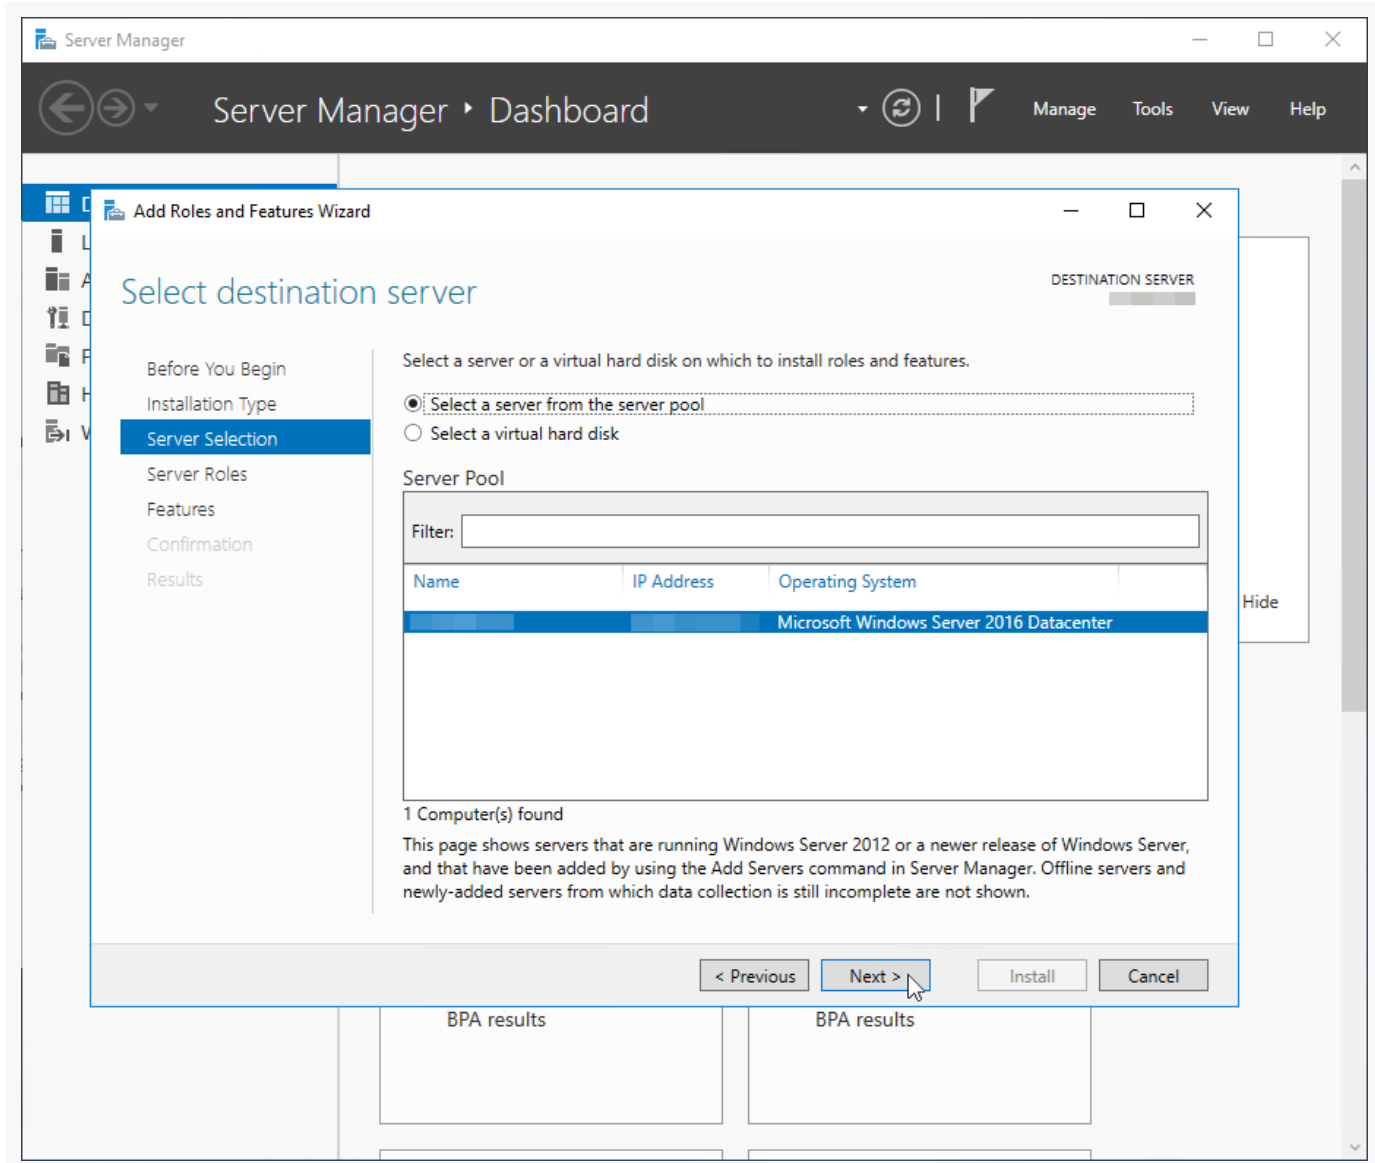 Server Manager
Server Manager ‣ Dashboard
Manage Tools View Help
Add Roles and Features Wizard
Select destination server
DESTINATION SERVER
Before You Begin
Installation Type
Server Selection
Server Roles
Features
Confirmation
Results
Select a server or a virtual hard disk on which to install roles and features.
Select a server from the server pool
Select a virtual hard disk
Server Pool
Filter:
Name IP Address Operating System
Microsoft Windows Server 2016 Datacenter
1 Computer(s) found
This page shows servers that are running Windows Server 2012 or a newer release of Windows Server,
and that have been added by using the Add Servers command in Server Manager. Offline servers and
newly-added servers from which data collection is still incomplete are not shown.
Hide
< Previous Next > Install Cancel
BPA results BPA results